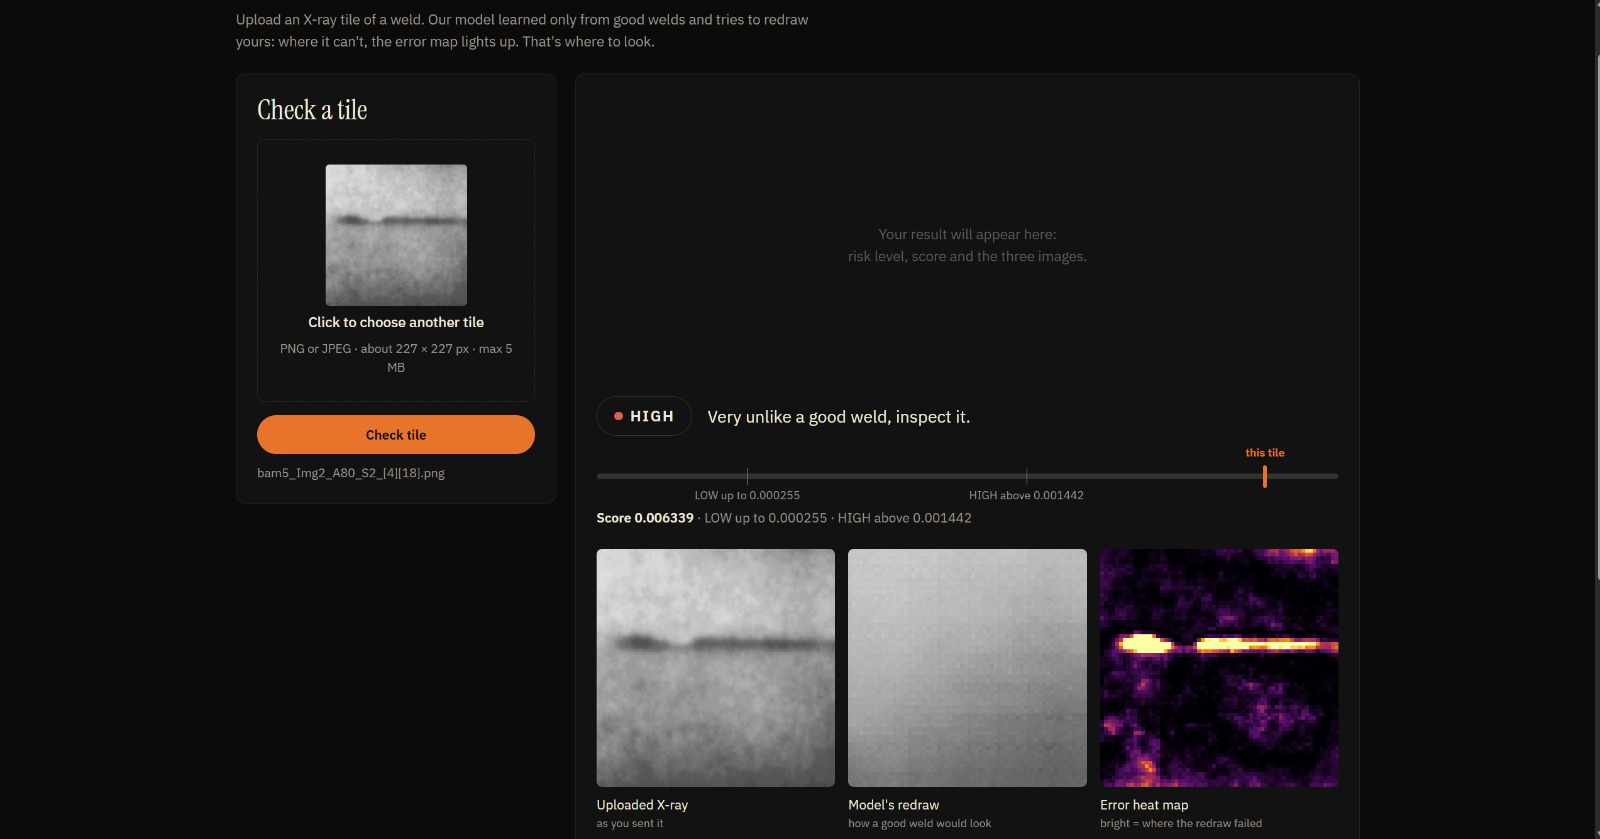 Upload an X-ray tile of a weld. Our model learned only from good welds and tries to redraw
yours: where it can't, the error map lights up. That's where to look.
Check a tile
Click to choose another tile
PNG or JPEG · about 227 × 227 px · max 5
MB
Check tile
bam5_Img2_A80_S2_[4][18].png
Your result will appear here:
risk level, score and the three images.
HIGH
Very unlike a good weld, inspect it.
this tile
LOW up to 0.000255
HIGH above 0.001442
Score 0.006339 · LOW up to 0.000255 · HIGH above 0.001442
Uploaded X-ray
as you sent it
Model's redraw
how a good weld would look
Error heat map
bright = where the redraw failed